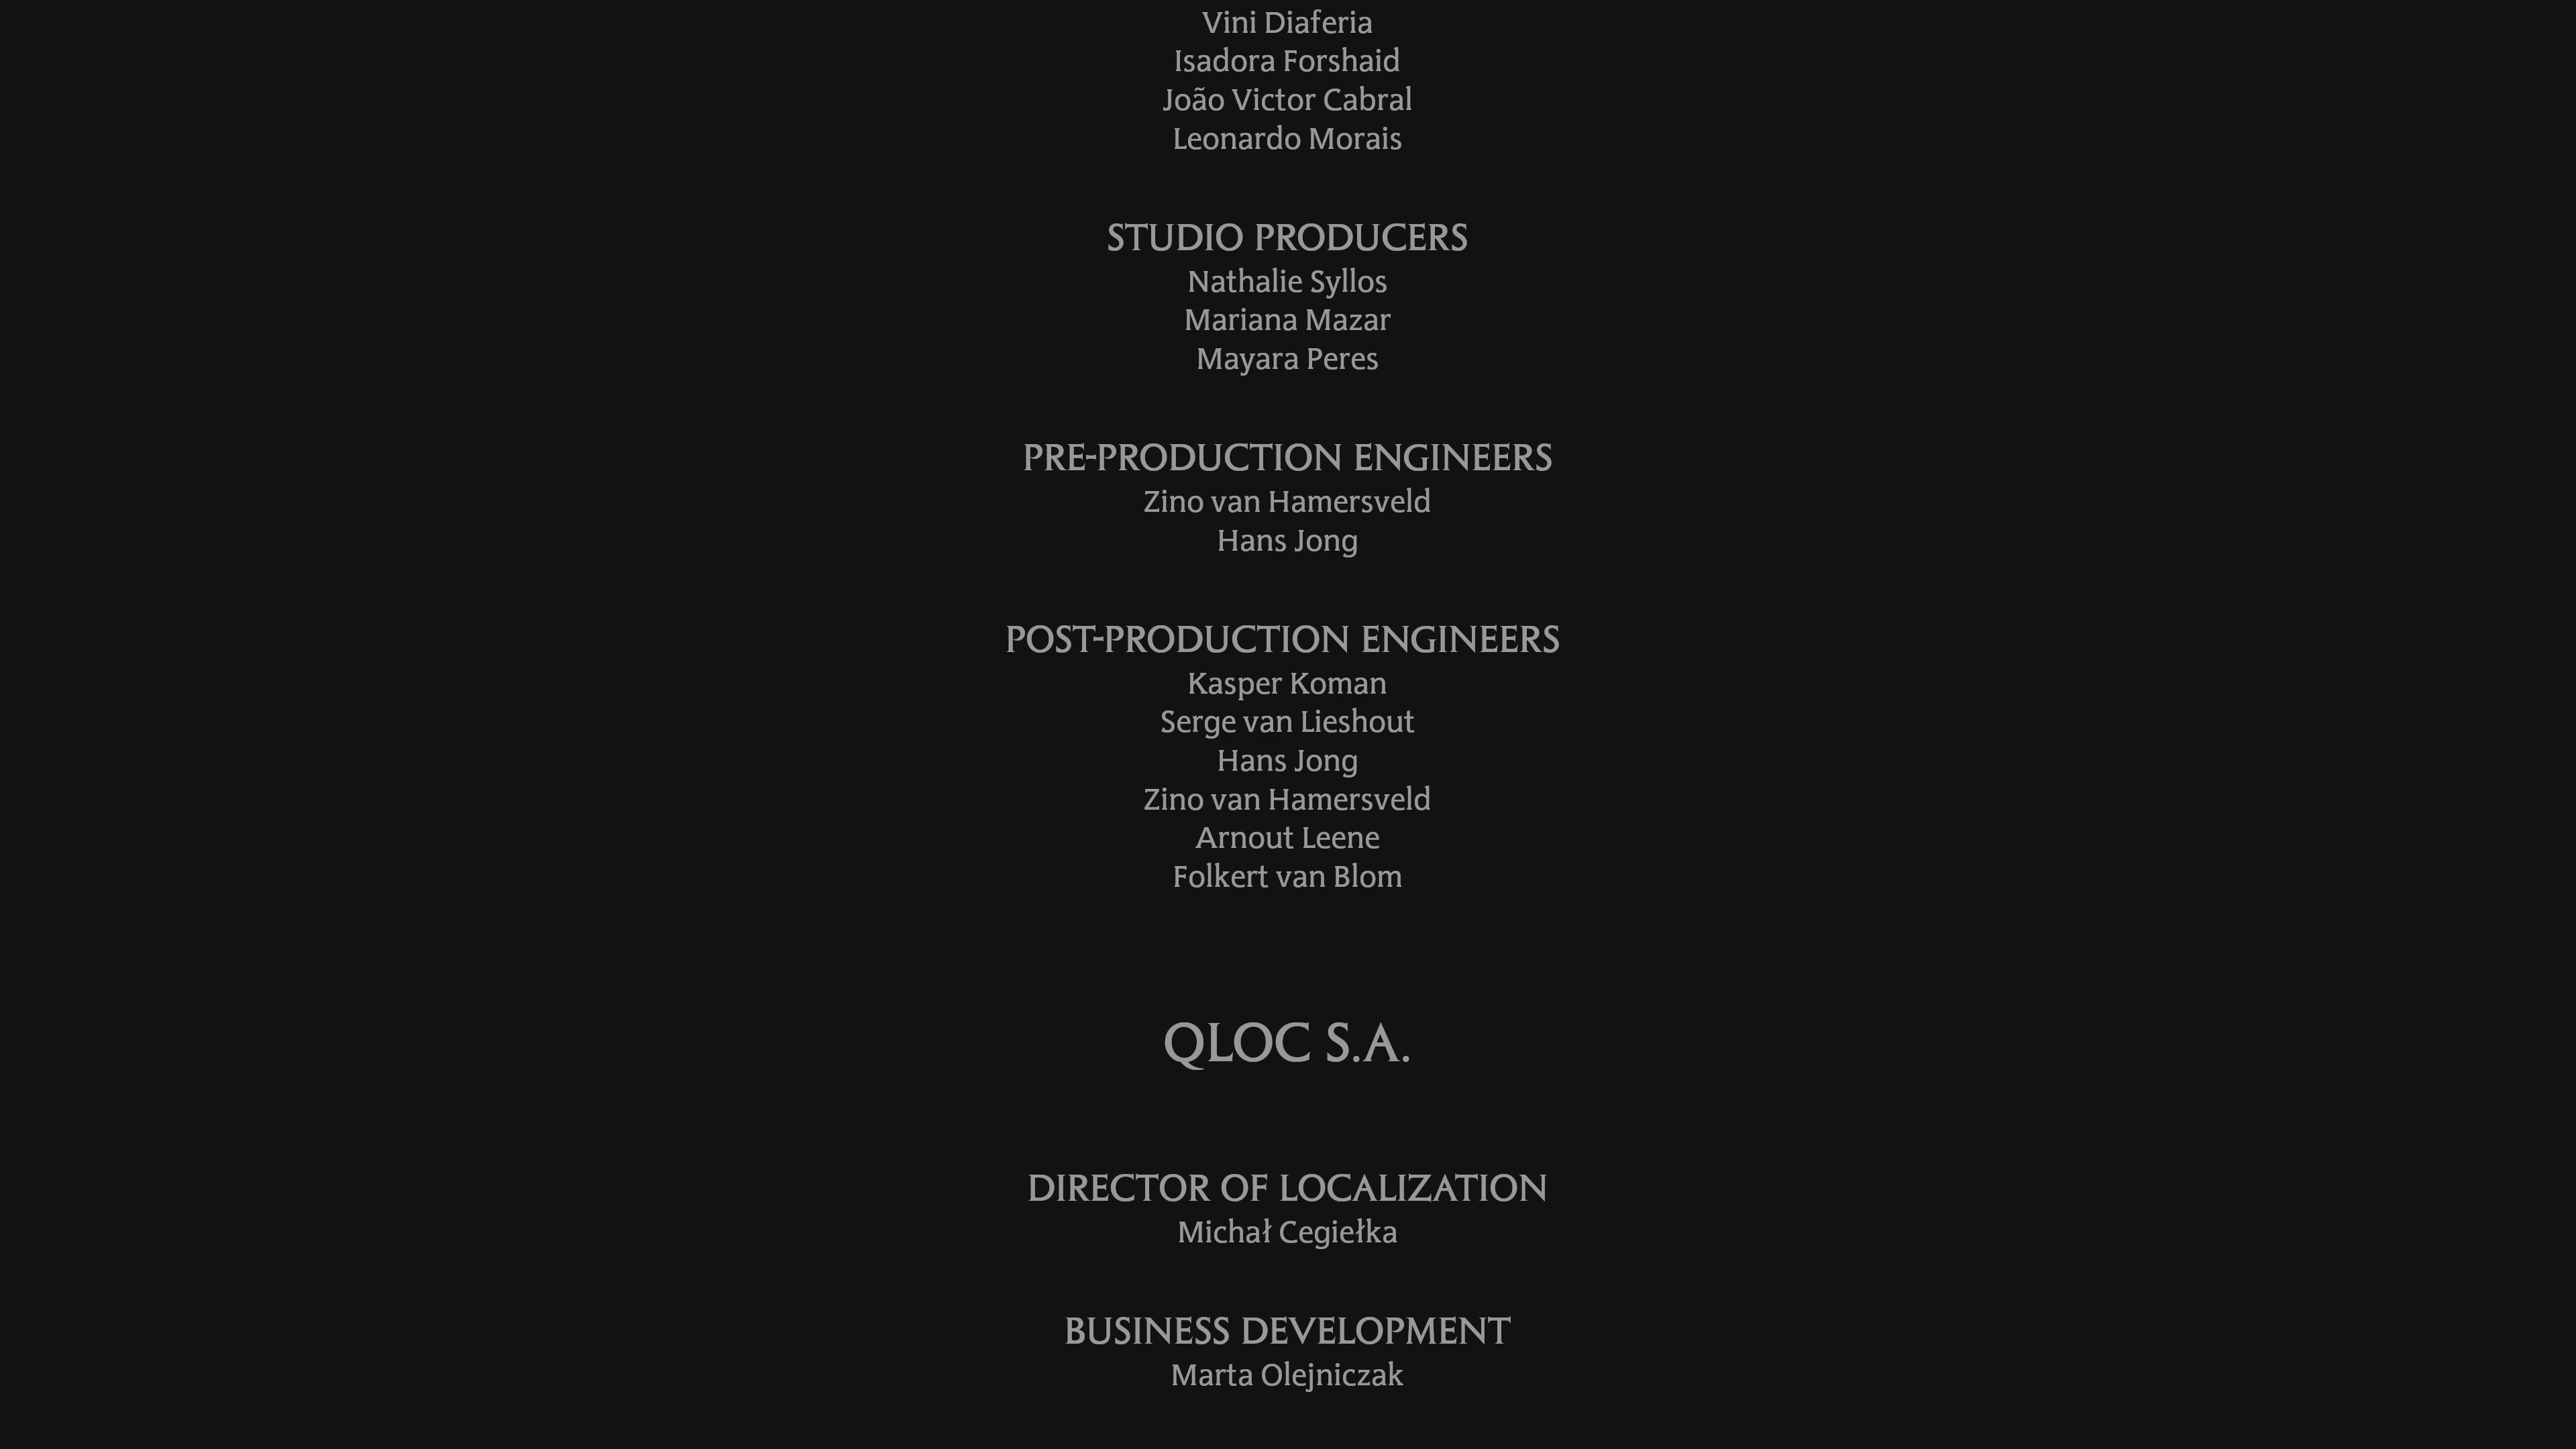 Vini Diaferia
Isadora Forshaid
João Victor Cabral
Leonardo Morais
STUDIO PRODUCERS
Nathalie Syllos
Mariana Mazar
Mayara Peres
PRE-PRODUCTION ENGINEERS
Zino van Hamersveld
Hans Jong
POST-PRODUCTION ENGINEERS
Kasper Koman
Serge van Lieshout
Hans Jong
Zino van Hamersveld
Arnout Leene
Folkert van Blom
QLOC S.A.
DIRECTOR OF LOCALIZATION
Michał Cegiełka
BUSINESS DEVELOPMENT
Marta Olejniczak